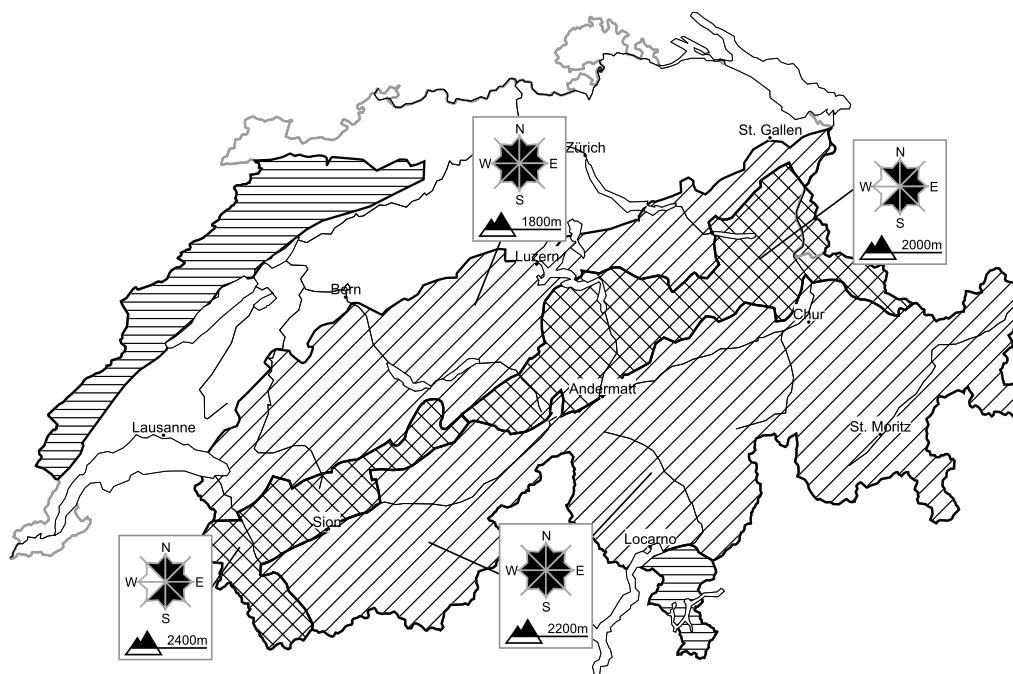 St. Gallen
Zürich
N
W E
S
1800m
N
W E
S
2000m
Luzern
Bern
Chur
Andermatt
Lausanne
St. Moritz
Sion
Locarno
N
W E
S
2400m
N
W E
S
2200m